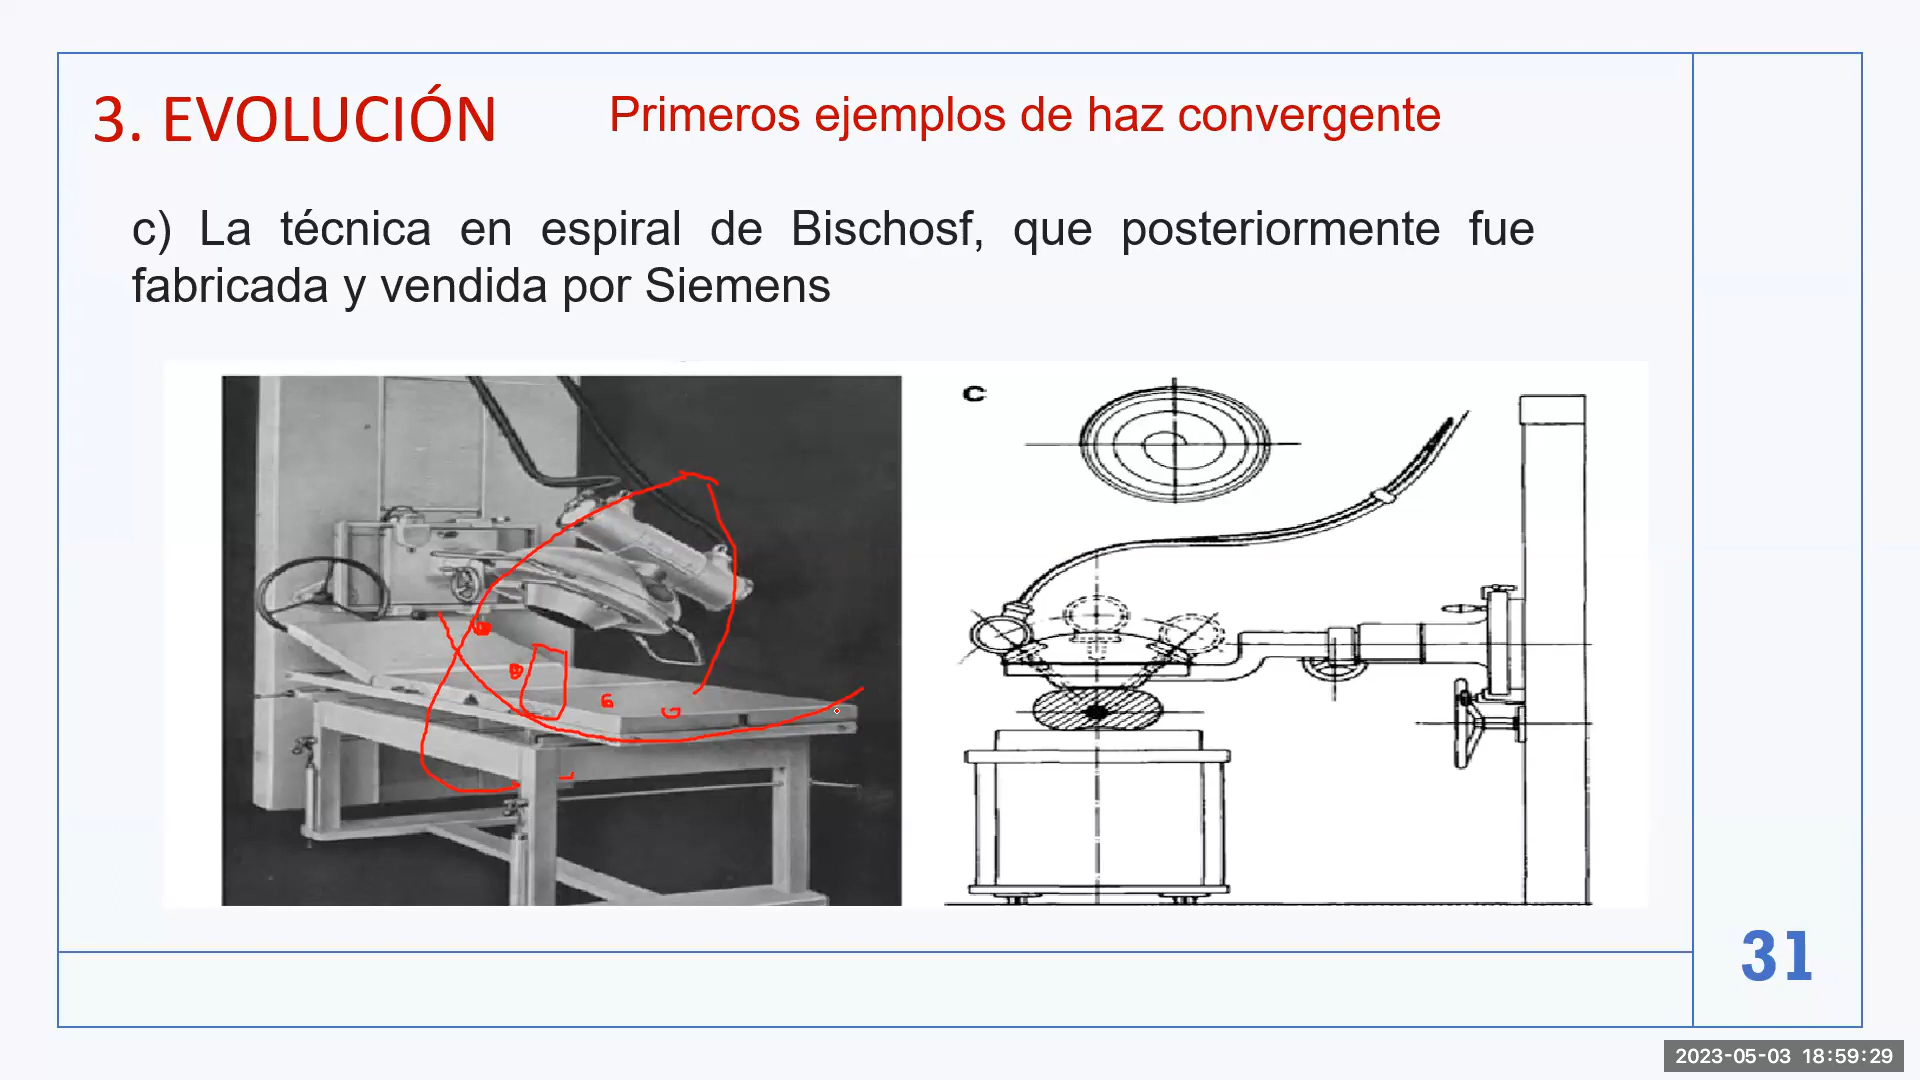 3. EVOLUCIÓN
Primeros ejemplos de haz convergente
c) La técnica en espiral de Bischosf, que posteriormente fue
fabricada y vendida por Siemens
C
G
31
2023-05-03 18:59:29